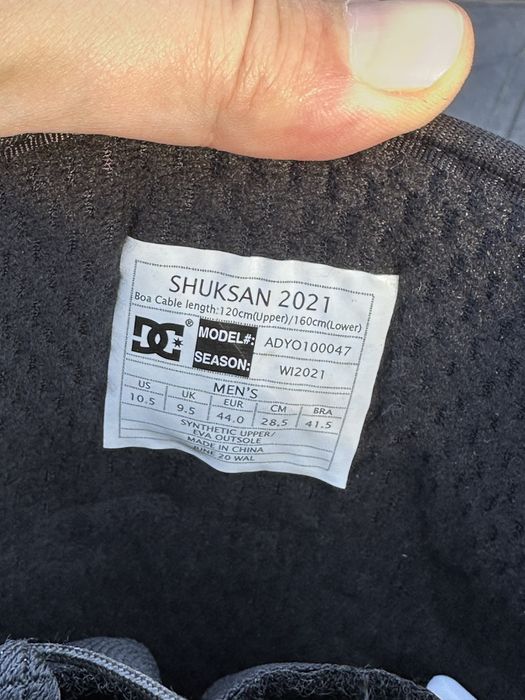 SHUKSAN 2021
Boa Cable length:120cm(Upper)/160cm(Lower)
DC® MODEL#: ADYO100047
SEASON: WI2021
MEN'S
US UK EUR CM BRA
10.5 9.5 44.0 28.5 41.5
SYNTHETIC UPPER/
EVA OUTSOLE
MADE IN CHINA
JUNE 20 WAL